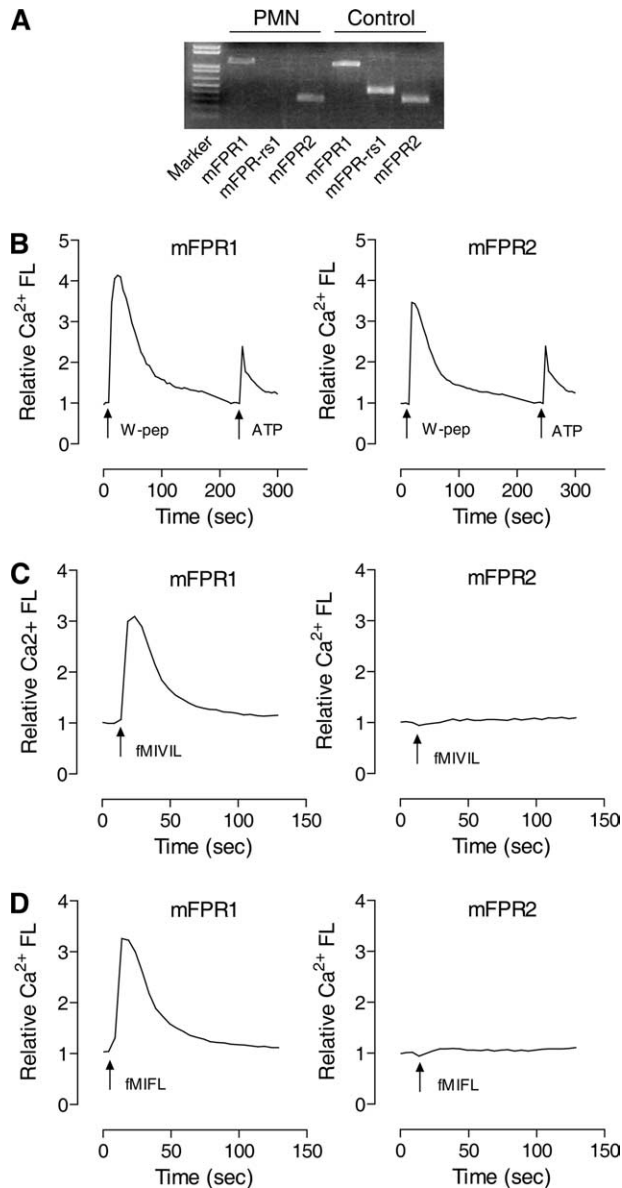 A
PMN Control
Marker mFPR1 mFPR-rs1 mFPR2 mFPR1 mFPR-rs1 mFPR2
B
mFPR1
Relative Ca²⁺ FL
5
4
3
2
1
0
W-pep
ATP
0 100 200 300
Time (sec)
mFPR2
Relative Ca²⁺ FL
5
4
3
2
1
0
W-pep
ATP
0 100 200 300
Time (sec)
C
mFPR1
Relative Ca2+ FL
4
3
2
1
0
fMIVIL
0 50 100 150
Time (sec)
mFPR2
Relative Ca²⁺ FL
4
3
2
1
0
fMIVIL
0 50 100 150
Time (sec)
D
mFPR1
Relative Ca²⁺ FL
4
3
2
1
0
fMIFL
0 50 100 150
Time (sec)
mFPR2
Relative Ca²⁺ FL
4
3
2
1
0
fMIFL
0 50 100 150
Time (sec)